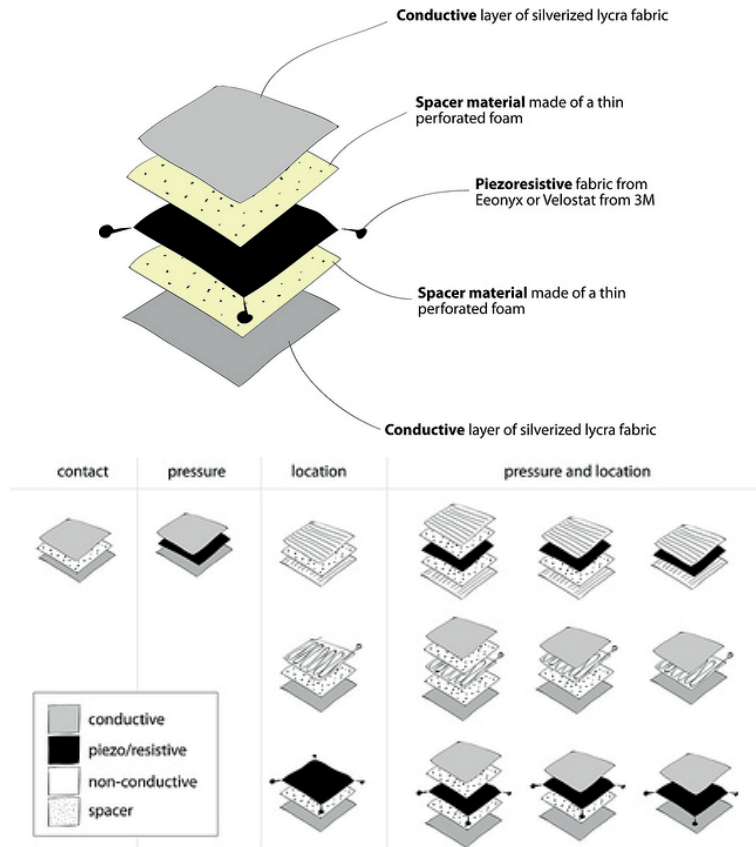 Conductive layer of silverized lycra fabric
Spacer material made of a thin
perforated foam
Piezoresistive fabric from
Eeonyx or Velostat from 3M
Spacer material made of a thin
perforated foam
Conductive layer of silverized lycra fabric
contact pressure location pressure and location
conductive
piezo/resistive
non-conductive
spacer